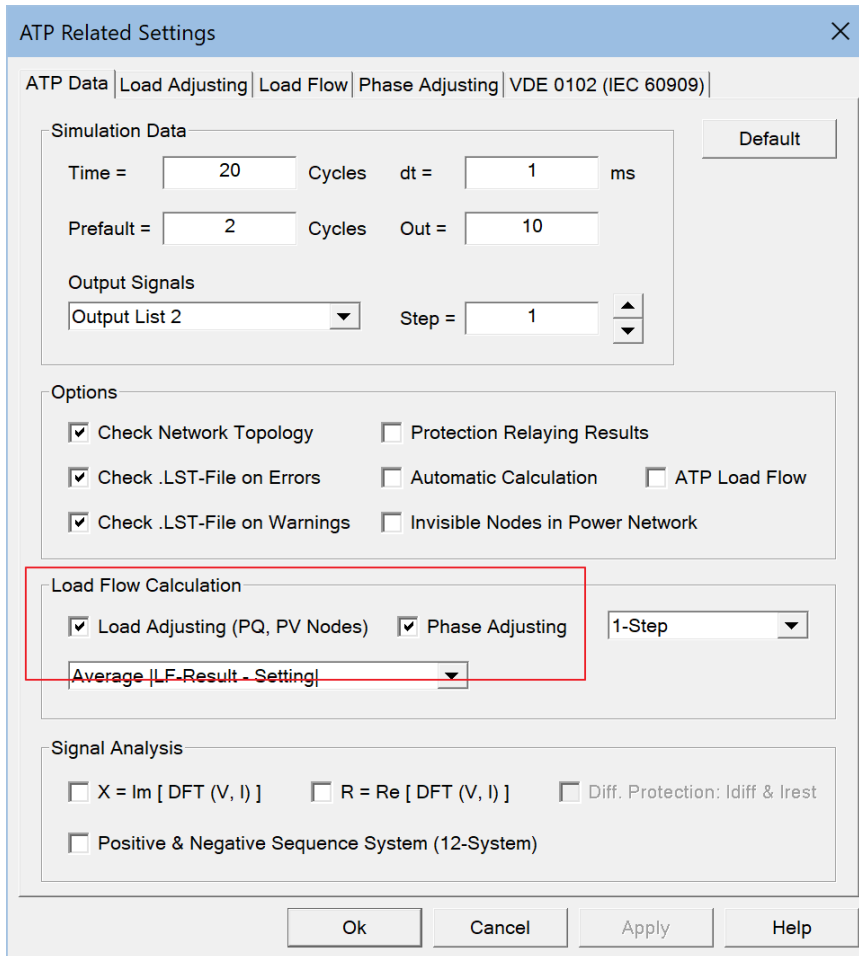 ATP Related Settings
ATP Data Load Adjusting Load Flow Phase Adjusting VDE 0102 (IEC 60909)
Simulation Data
Default
Time = 20 Cycles dt = 1 ms
Prefault = 2 Cycles Out = 10
Output Signals
Output List 2 Step = 1
Options
Check Network Topology Protection Relaying Results
Check .LST-File on Errors Automatic Calculation ATP Load Flow
Check .LST-File on Warnings Invisible Nodes in Power Network
Load Flow Calculation
Load Adjusting (PQ, PV Nodes) Phase Adjusting 1-Step
Average |LF-Result - Setting|
Signal Analysis
X = Im [ DFT (V, I) ] R = Re [ DFT (V, I) ] Diff. Protection: Idiff & Irest
Positive & Negative Sequence System (12-System)
Ok Cancel Apply Help